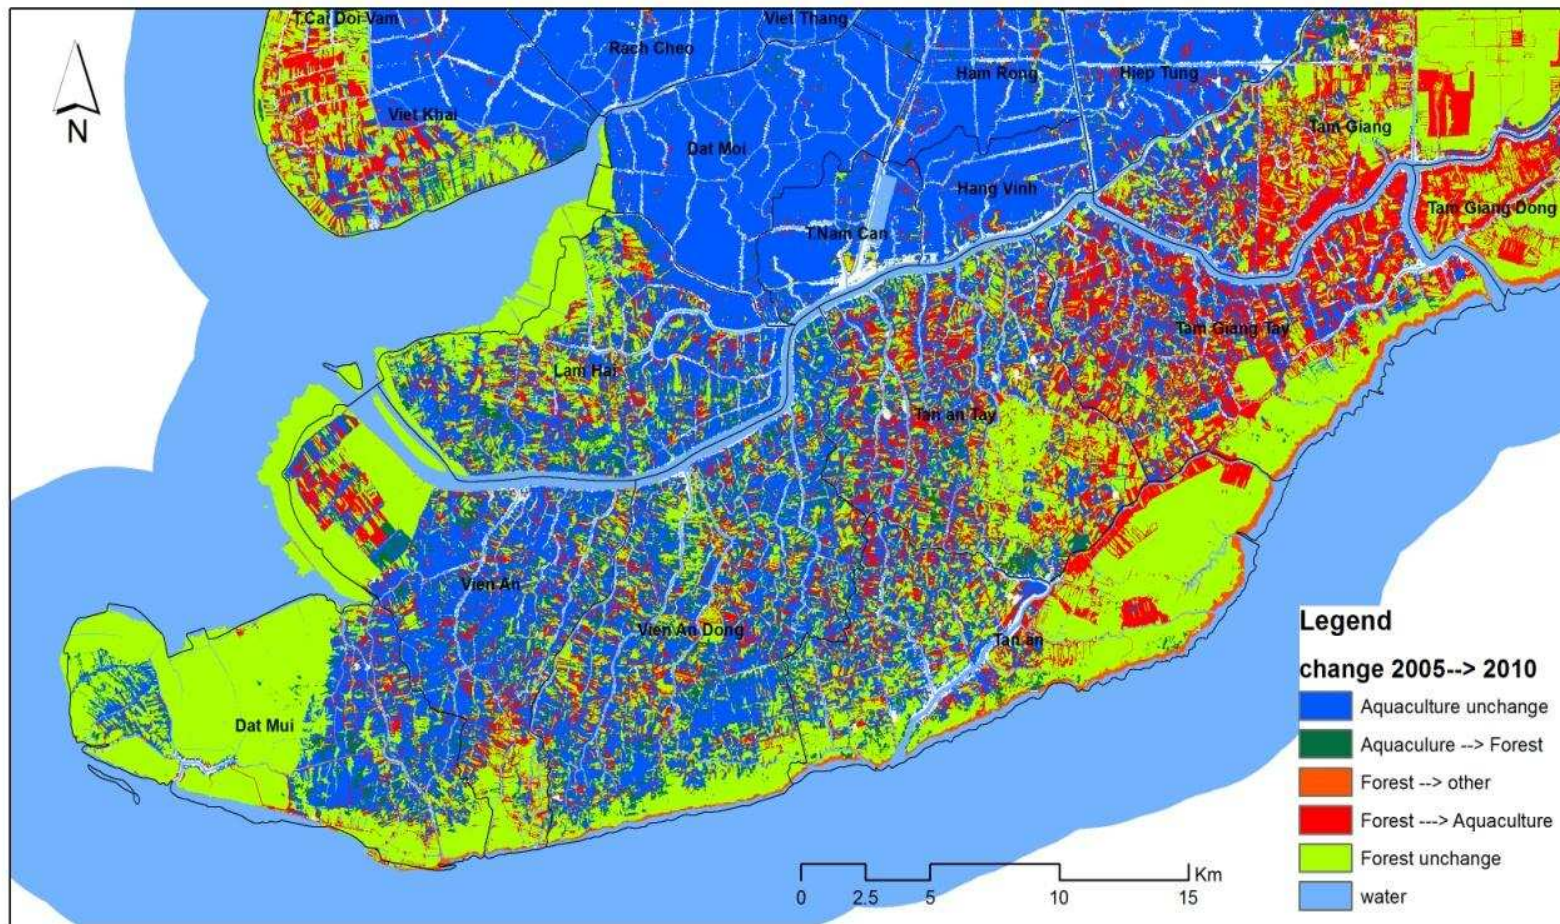 T.Cai Doi Vam
Viet Thang
Rach Cheo
Ham Rong
Hiep Tung
Viet Khai
Tam Giang
Dat Moi
N
Hang Vinh
Tam Giang Dong
T.Nam Can
Tam Giang Tay
Lam Hai
Tan an Tay
Vien An
Vien An Dong
Tan an
Dat Mui
Legend
change 2005--> 2010
Aquaculture unchange
Aquaculure --> Forest
Forest --> other
Forest ---> Aquaculture
Forest unchange
water
Km
0 2.5 5 10 15